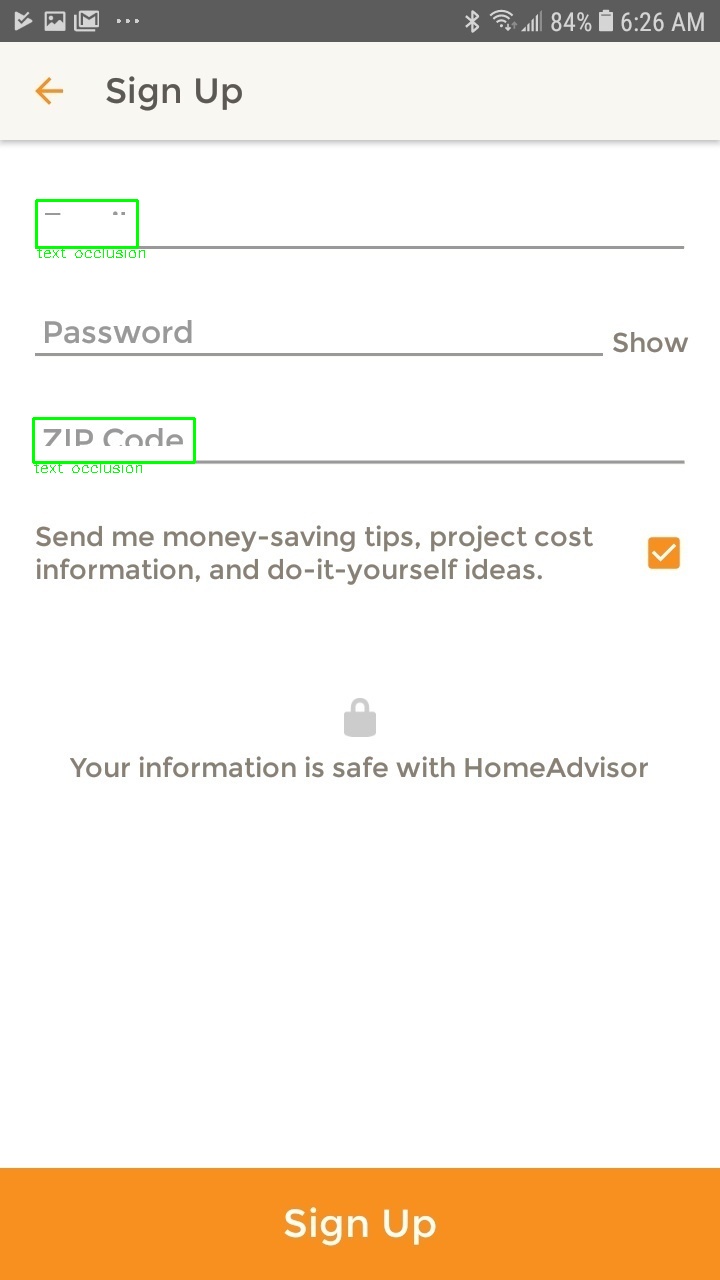 84% 6:26 AM
Sign Up
text occlusion
Password
Show
ZIP Code
text occlusion
Send me money-saving tips, project cost
information, and do-it-yourself ideas.
Your information is safe with HomeAdvisor
Sign Up